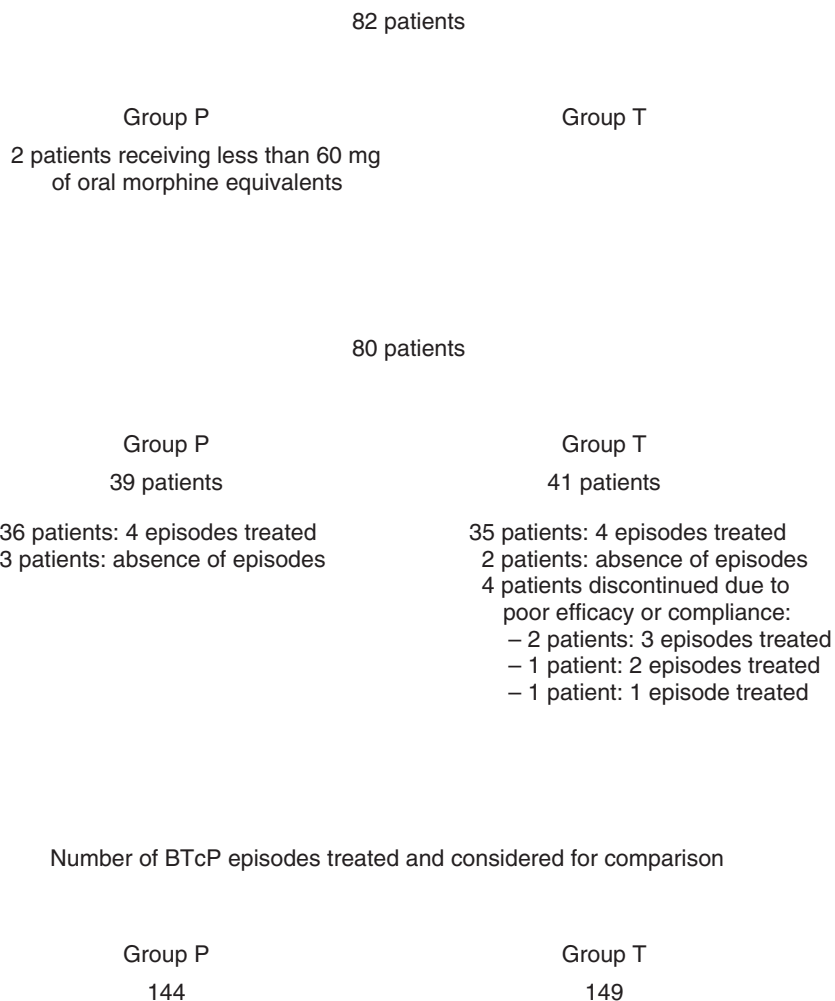 82 patients
Group P
Group T
2 patients receiving less than 60 mg
of oral morphine equivalents
80 patients
Group P
39 patients
36 patients: 4 episodes treated
3 patients: absence of episodes
Group T
41 patients
35 patients: 4 episodes treated
2 patients: absence of episodes
4 patients discontinued due to
poor efficacy or compliance:
– 2 patients: 3 episodes treated
– 1 patient: 2 episodes treated
– 1 patient: 1 episode treated
Number of BTcP episodes treated and considered for comparison
Group P
144
Group T
149